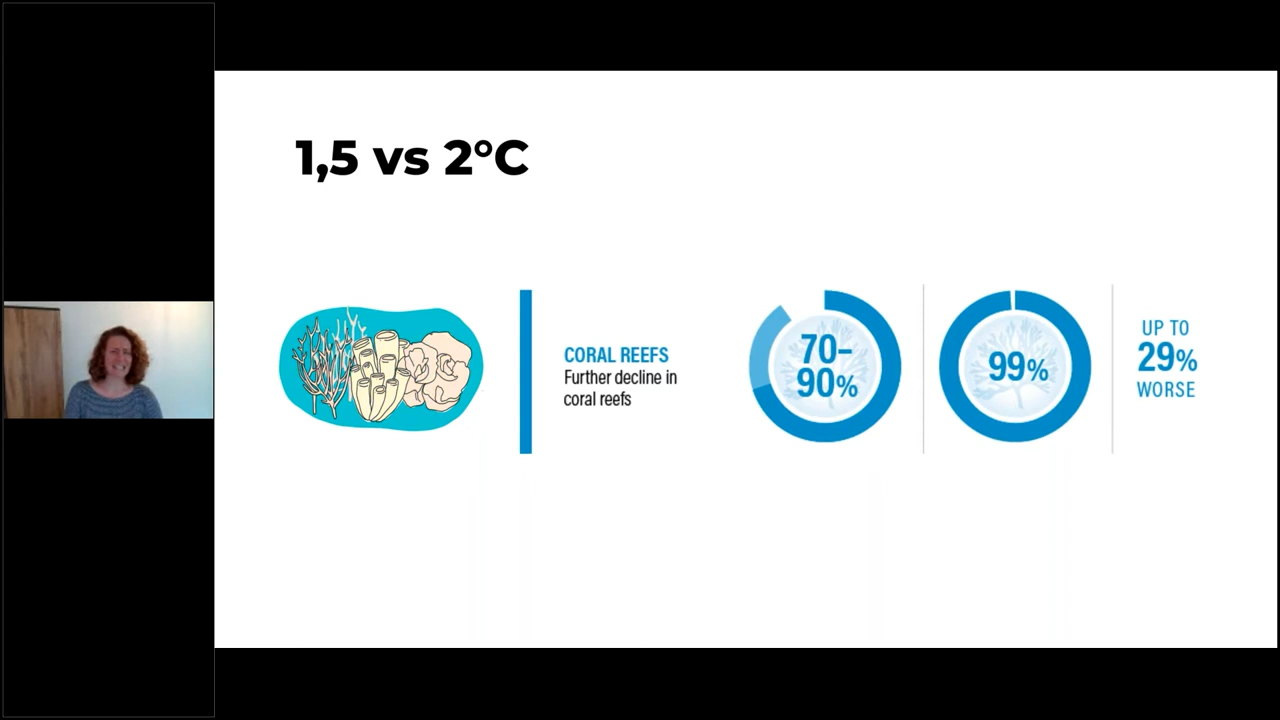 1,5 vs 2°C
CORAL REEFS
Further decline in
coral reefs
70–
90%
99%
UP TO
29%
WORSE